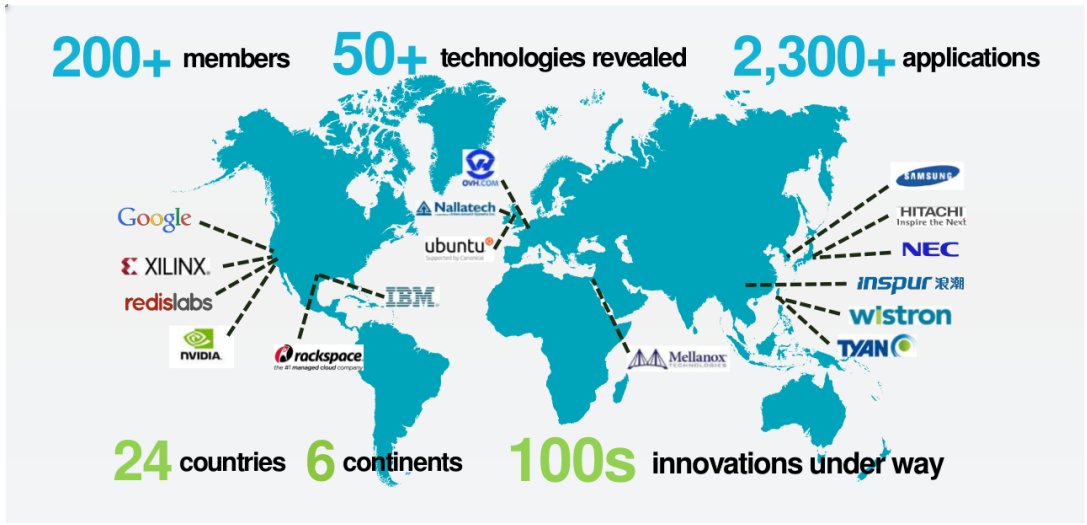 200+ members
50+ technologies revealed
2,300+ applications
OVH.COM
Nallatech
ubuntu
Supported by Canonical
Google
XILINX
redislabs
NVIDIA
rackspace
the #1 managed cloud company
IBM
Mellanox
TECHNOLOGIES
SAMSUNG
HITACHI
Inspire the Next
NEC
inspur 浪潮
wistron
TYAN
24 countries
6 continents
100s innovations under way